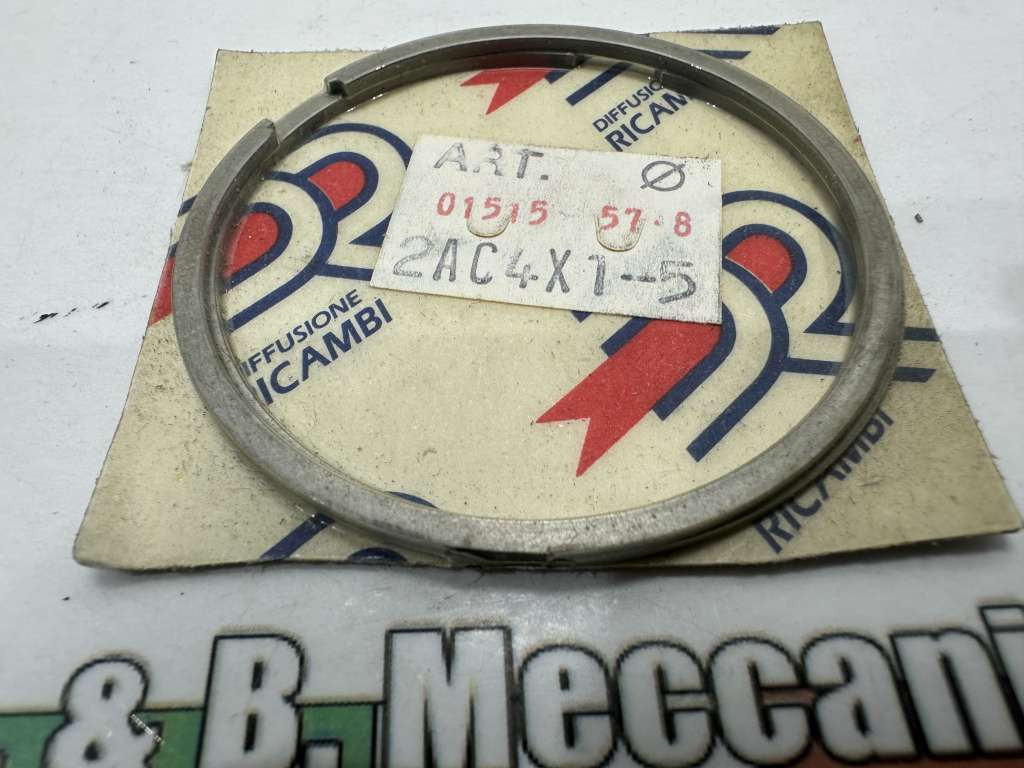 DIFFUSIONE
RICAMBI
ART. Ø
01515 57.8
2AC4X1-5
DIFFUSIONE
RICAMBI
RICAMBI
& B. Meccani